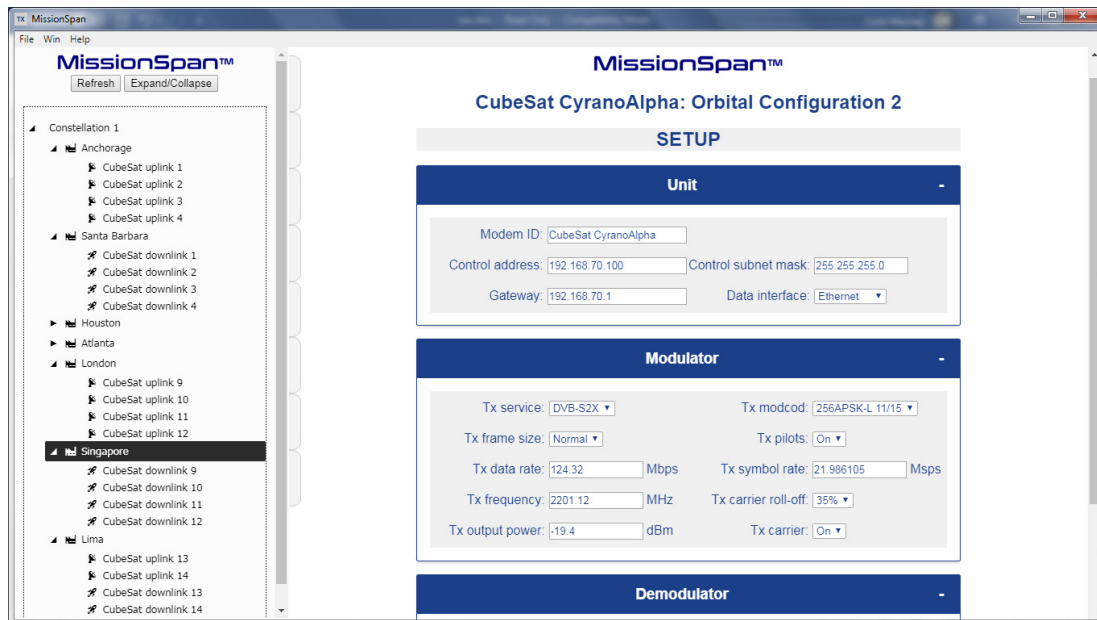 TX MissionSpan
File Win Help
MissionSpan™
Refresh Expand/Collapse
Constellation 1
Anchorage
CubeSat uplink 1
CubeSat uplink 2
CubeSat uplink 3
CubeSat uplink 4
Santa Barbara
CubeSat downlink 1
CubeSat downlink 2
CubeSat downlink 3
CubeSat downlink 4
Houston
Atlanta
London
CubeSat uplink 9
CubeSat uplink 10
CubeSat uplink 11
CubeSat uplink 12
Singapore
CubeSat downlink 9
CubeSat downlink 10
CubeSat downlink 11
CubeSat downlink 12
Lima
CubeSat uplink 13
CubeSat uplink 14
CubeSat downlink 13
CubeSat downlink 14
MissionSpan™
CubeSat CyranoAlpha: Orbital Configuration 2
SETUP
Unit -
Modem ID: CubeSat CyranoAlpha
Control address: 192.168.70.100 Control subnet mask: 255.255.255.0
Gateway: 192.168.70.1 Data interface: Ethernet
Modulator -
Tx service: DVB-S2X Tx modcod: 256APSK-L 11/15
Tx frame size: Normal Tx pilots: On
Tx data rate: 124.32 Mbps Tx symbol rate: 21.986105 Msps
Tx frequency: 2201.12 MHz Tx carrier roll-off: 35%
Tx output power: -19.4 dBm Tx carrier: On
Demodulator -